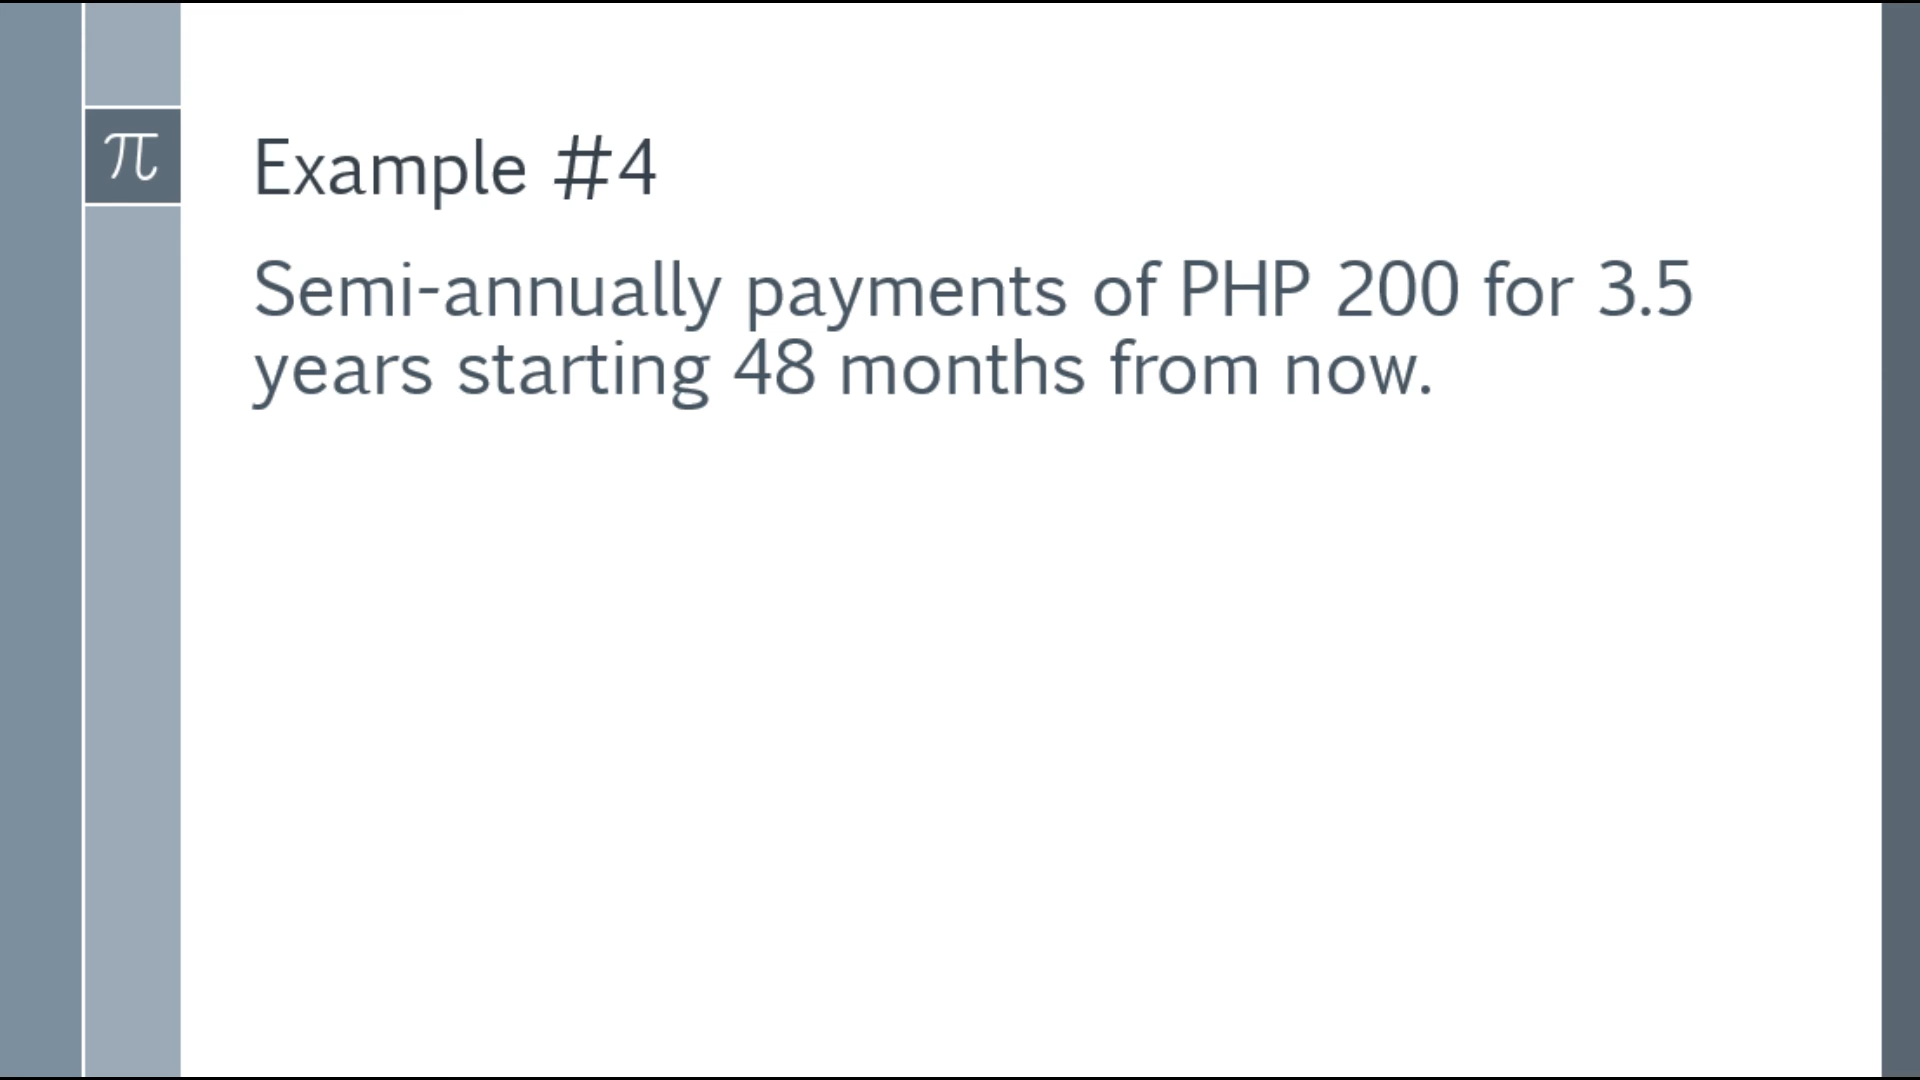 π
Example #4
Semi-annually payments of PHP 200 for 3.5
years starting 48 months from now.